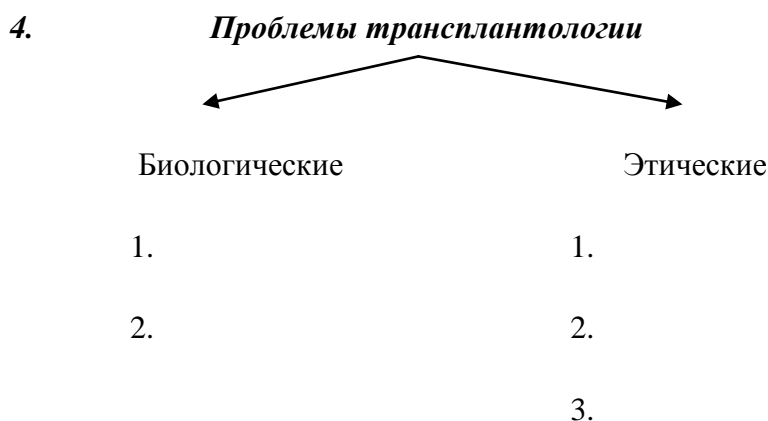 4. Проблемы трансплантологии
Биологические Этические
1. 1.
2. 2.
3.